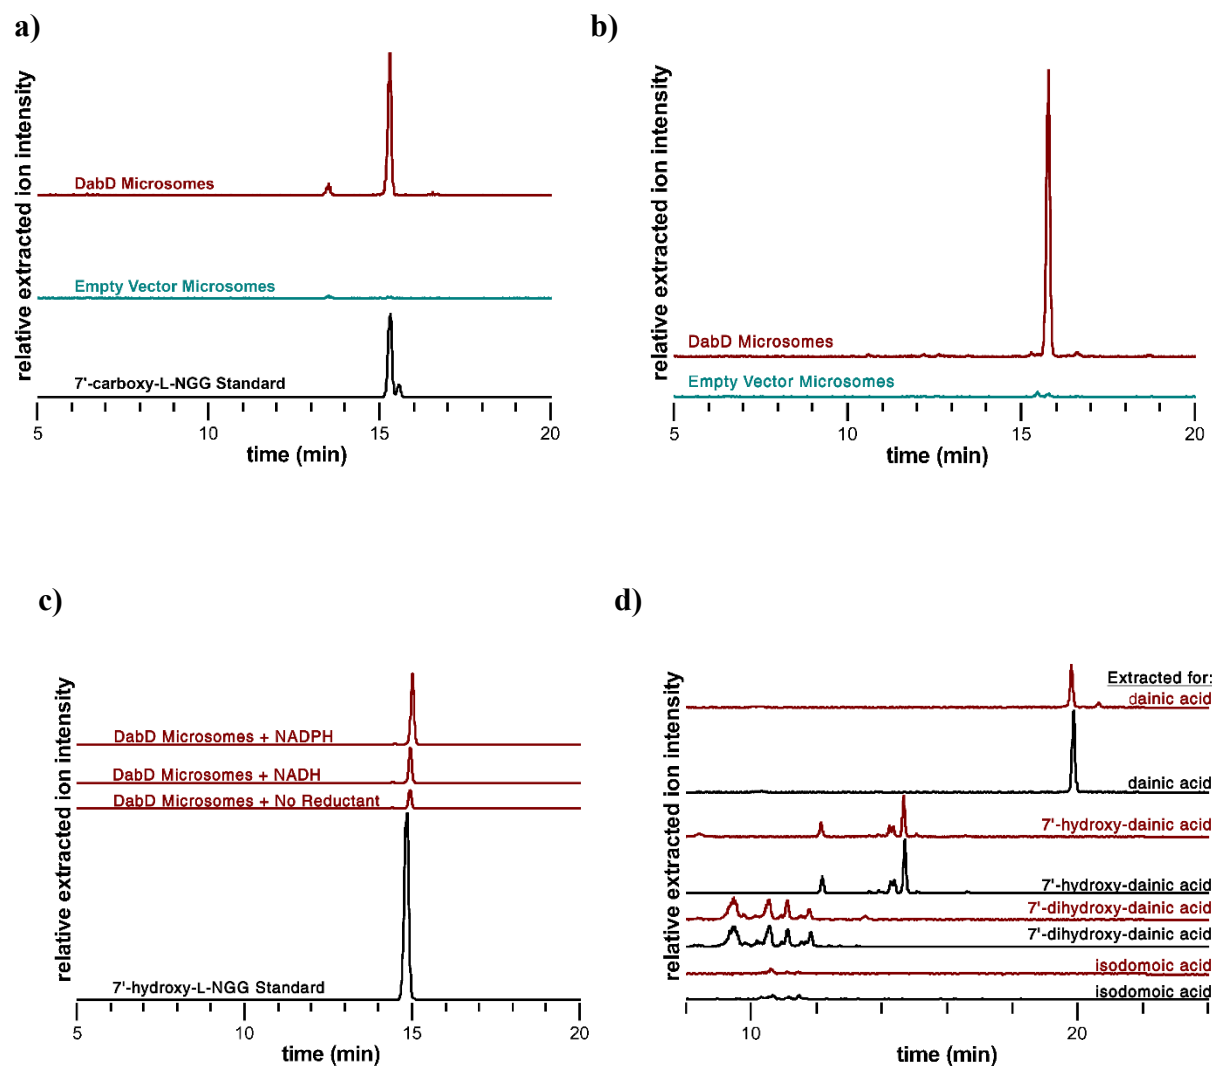 a)
relative extracted ion intensity
DabD Microsomes
Empty Vector Microsomes
7'-carboxy-L-NGG Standard
5 10 15 20
time (min)
b)
relative extracted ion intensity
DabD Microsomes
Empty Vector Microsomes
5 10 15 20
time (min)
c)
relative extracted ion intensity
DabD Microsomes + NADPH
DabD Microsomes + NADH
DabD Microsomes + No Reductant
7'-hydroxy-L-NGG Standard
5 10 15 20
time (min)
d)
relative extracted ion intensity
Extracted for:
dainic acid
dainic acid
7'-hydroxy-dainic acid
7'-hydroxy-dainic acid
7'-dihydroxy-dainic acid
7'-dihydroxy-dainic acid
isodomoic acid
isodomoic acid
10 20
time (min)